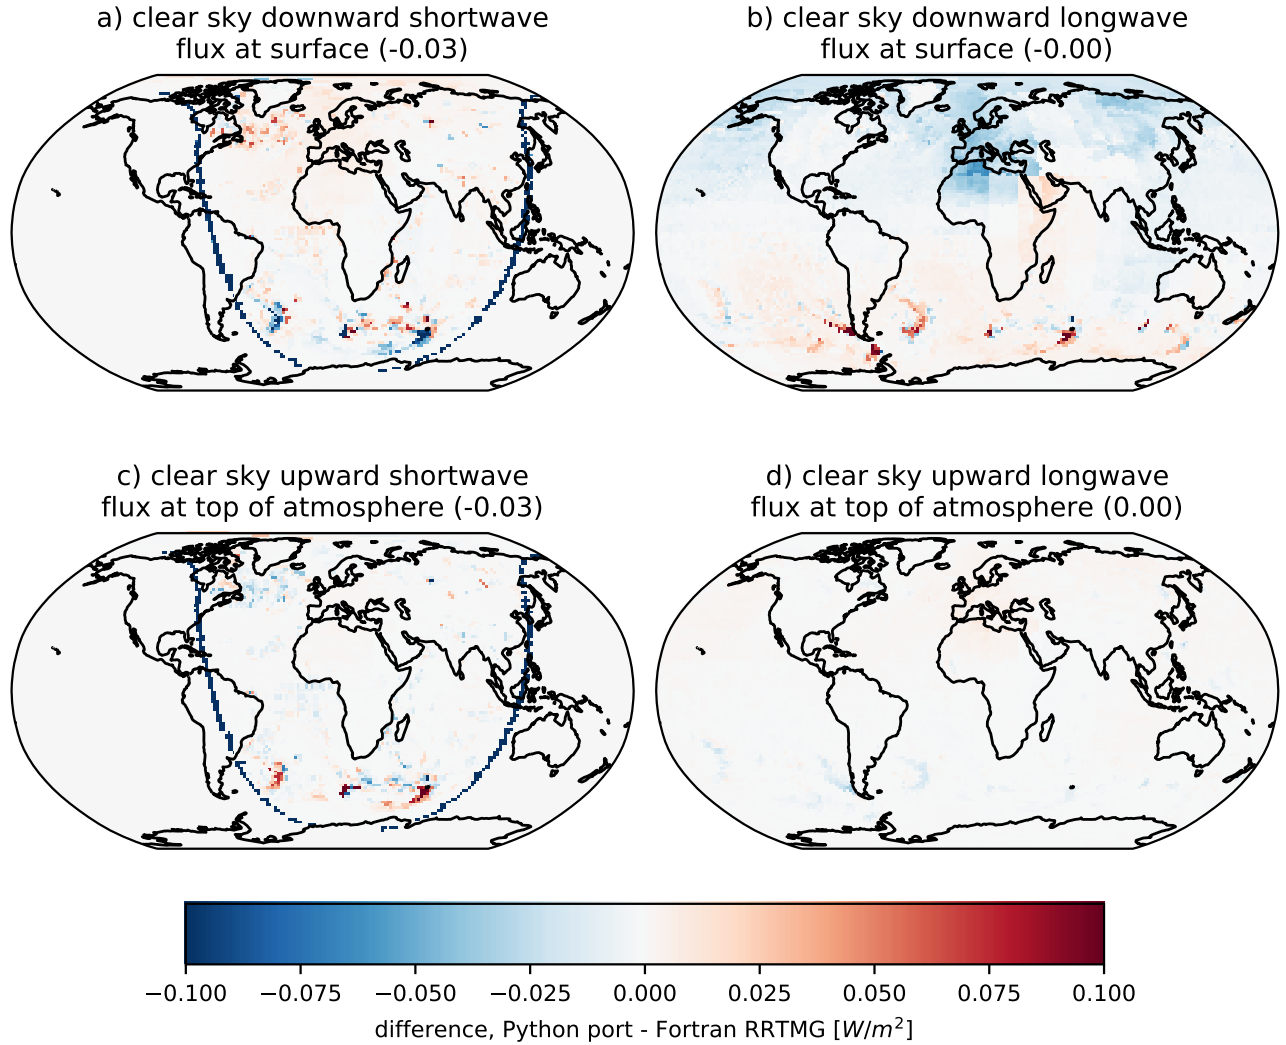 a) clear sky downward shortwave
flux at surface (-0.03)
b) clear sky downward longwave
flux at surface (-0.00)
c) clear sky upward shortwave
flux at top of atmosphere (-0.03)
d) clear sky upward longwave
flux at top of atmosphere (0.00)
−0.100 −0.075 −0.050 −0.025 0.000 0.025 0.050 0.075 0.100
difference, Python port - Fortran RRTMG [W/m²]